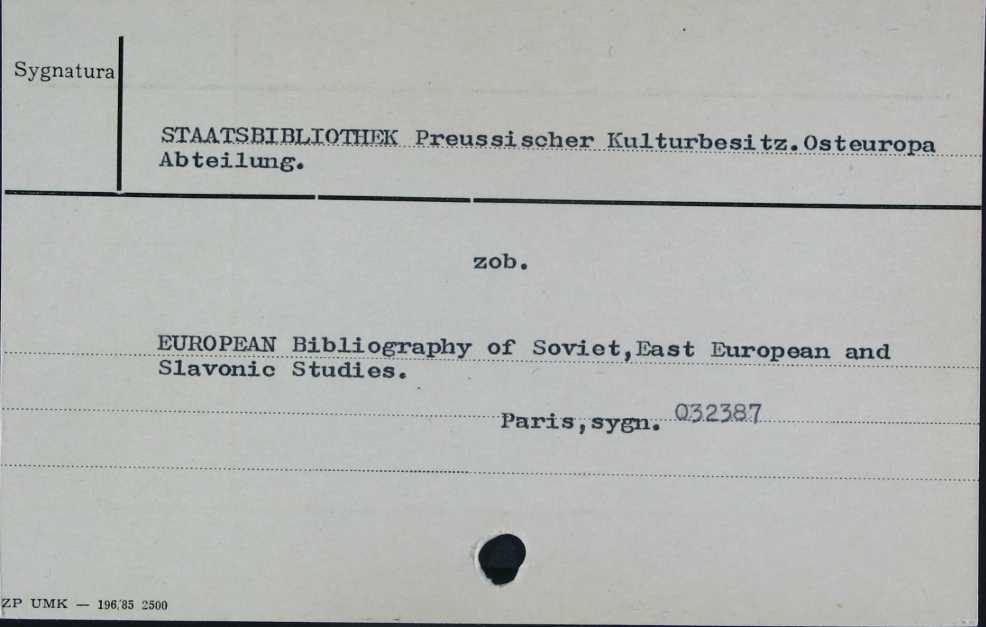 Sygnatura
STAATSBIBLIOTHEK Preussischer Kulturbesitz.Osteuropa
Abteilung.
zob.
EUROPEAN Bibliography of Soviet,East European and
Slavonic Studies.
Paris,sygn. 032387
ZP UMK — 196/85 2500